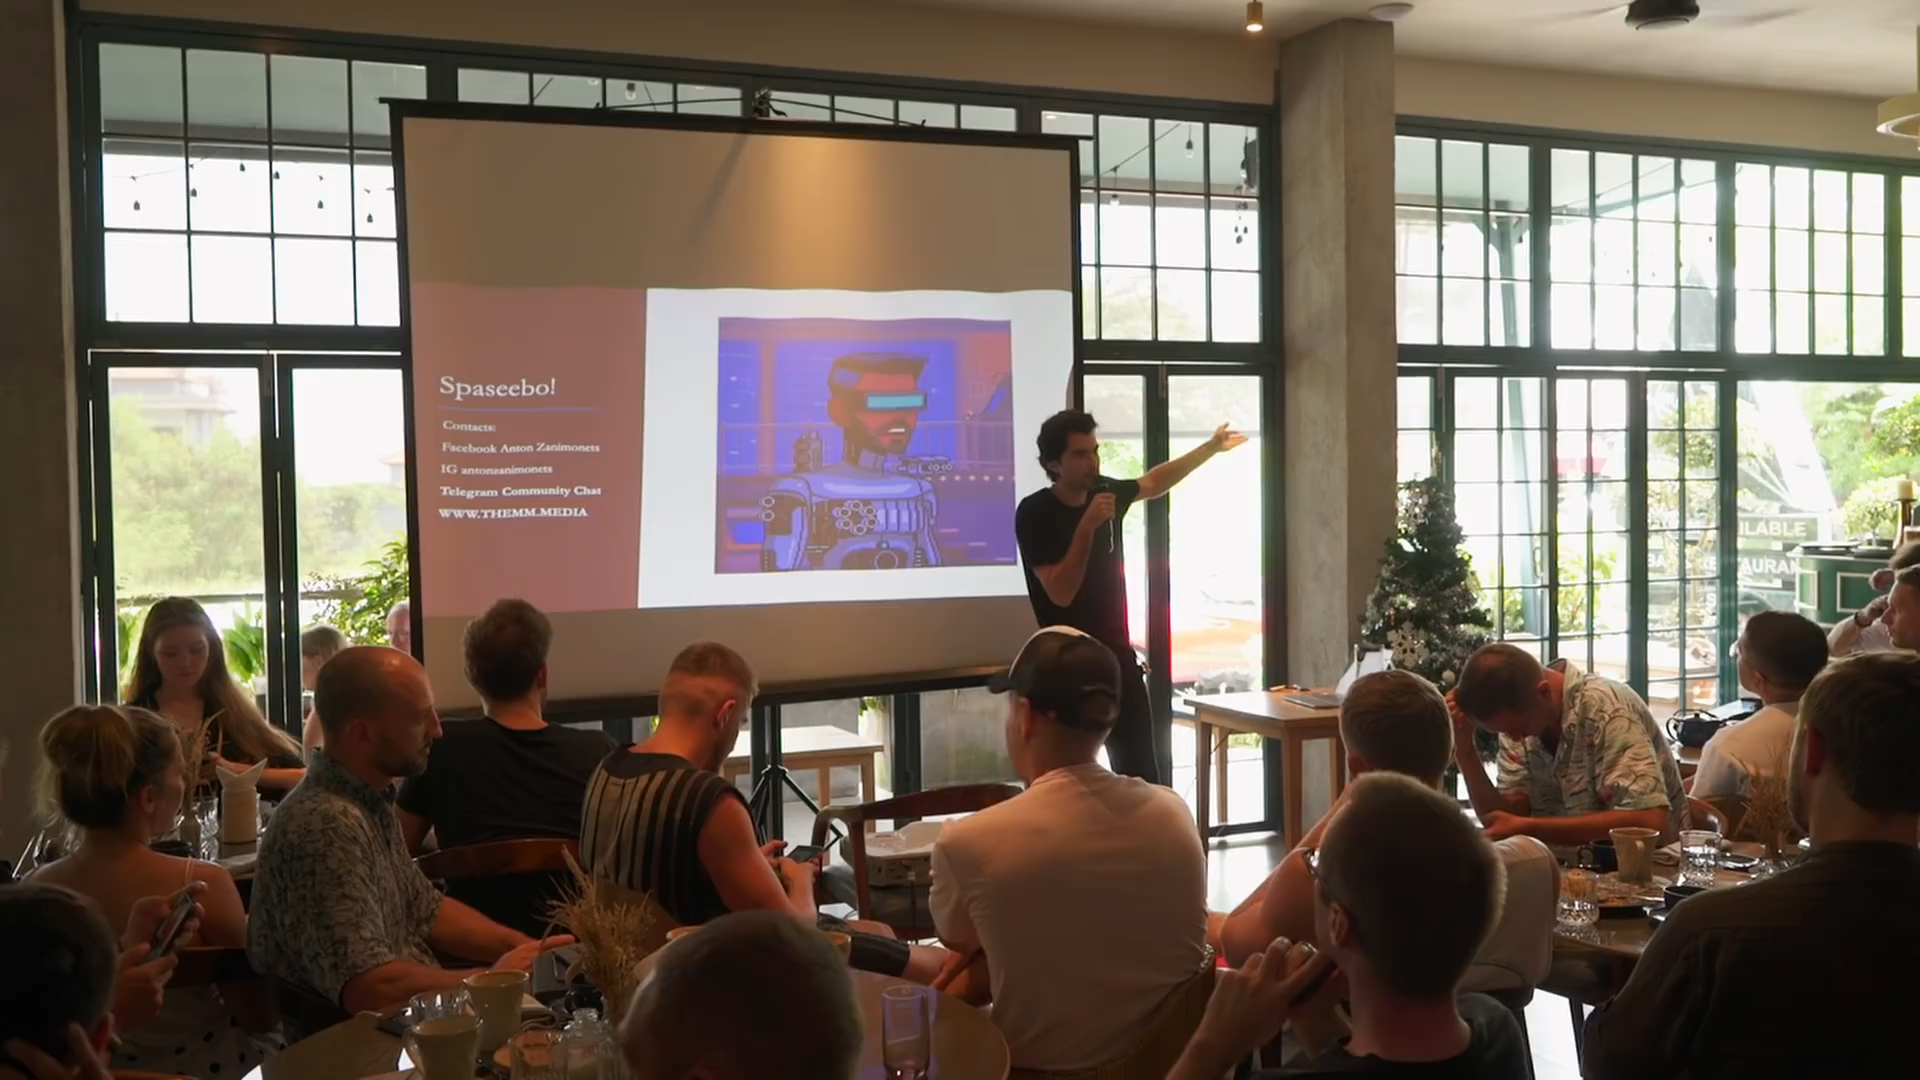 Spaseebo!
Contacts:
Facebook Anton Zanimonets
IG antonzanimonets
Telegram Community Chat
WWW.THEMM.MEDIA